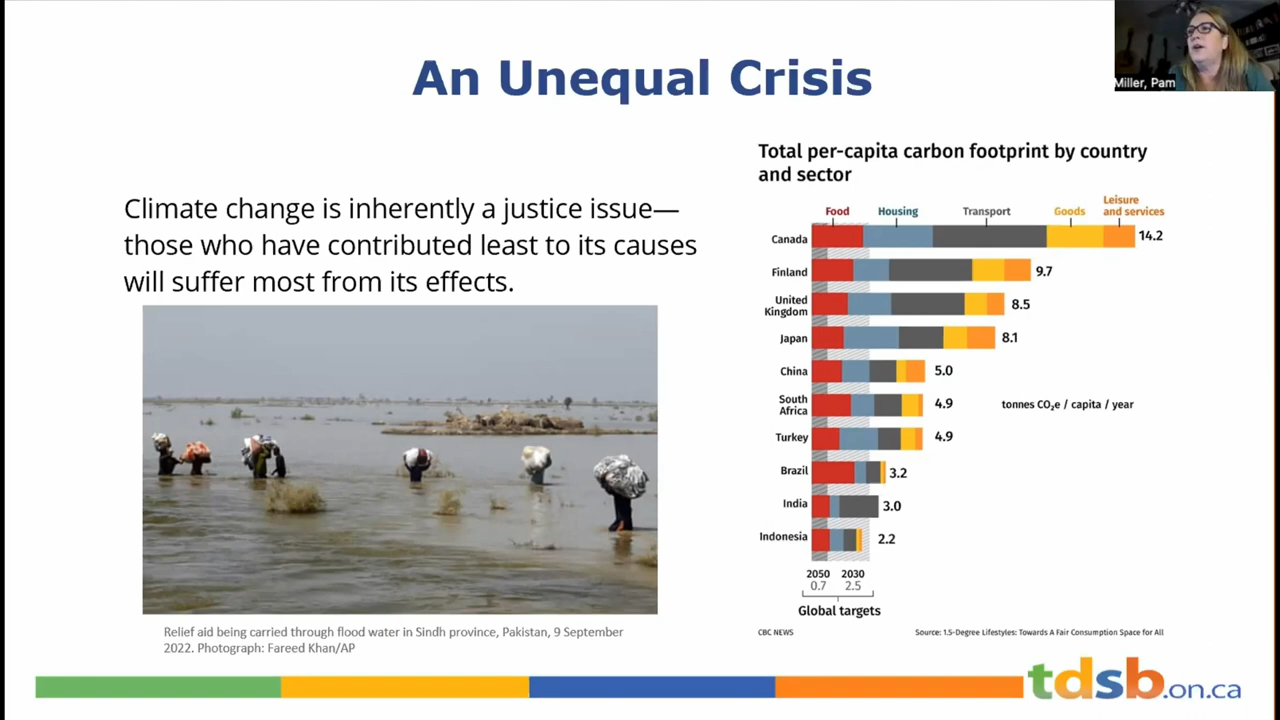 An Unequal Crisis
Miller, Pam
Climate change is inherently a justice issue—
those who have contributed least to its causes
will suffer most from its effects.
Relief aid being carried through flood water in Sindh province, Pakistan, 9 September
2022. Photograph: Fareed Khan/AP
Total per-capita carbon footprint by country
and sector
Food Housing Transport Goods Leisure
and services
Canada 14.2
Finland 9.7
United
Kingdom 8.5
Japan 8.1
China 5.0
South
Africa 4.9
tonnes CO₂e / capita / year
Turkey 4.9
Brazil 3.2
India 3.0
Indonesia 2.2
2050 2030
0.7 2.5
Global targets
CBC NEWS Source: 1.5-Degree Lifestyles: Towards A Fair Consumption Space for All
tdsb.on.ca